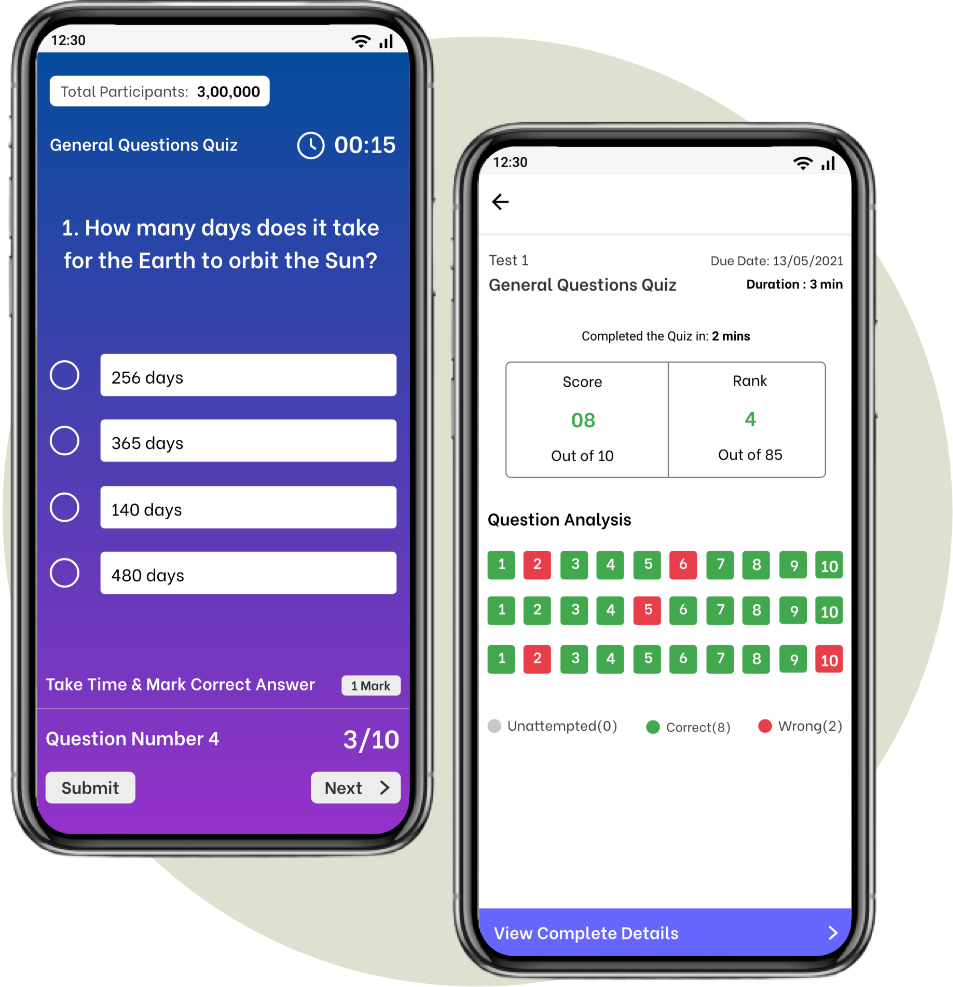 12:30
Total Participants: 3,00,000
General Questions Quiz
00:15
1. How many days does it take
for the Earth to orbit the Sun?
256 days
365 days
140 days
480 days
Take Time & Mark Correct Answer
1 Mark
Question Number 4
3/10
Submit
Next
12:30
Test 1
Due Date: 13/05/2021
General Questions Quiz
Duration : 3 min
Completed the Quiz in: 2 mins
Score
Rank
08
4
Out of 10
Out of 85
Question Analysis
1 2 3 4 5 6 7 8 9 10
1 2 3 4 5 6 7 8 9 10
1 2 3 4 5 6 7 8 9 10
Unattempted(0)
Correct(8)
Wrong(2)
View Complete Details